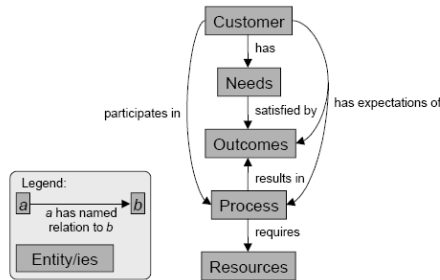 Customer
has
Needs
participates in
satisfied by
has expectations of
Outcomes
results in
Process
requires
Resources
Legend:
a
b
a has named
relation to b
Entity/ies